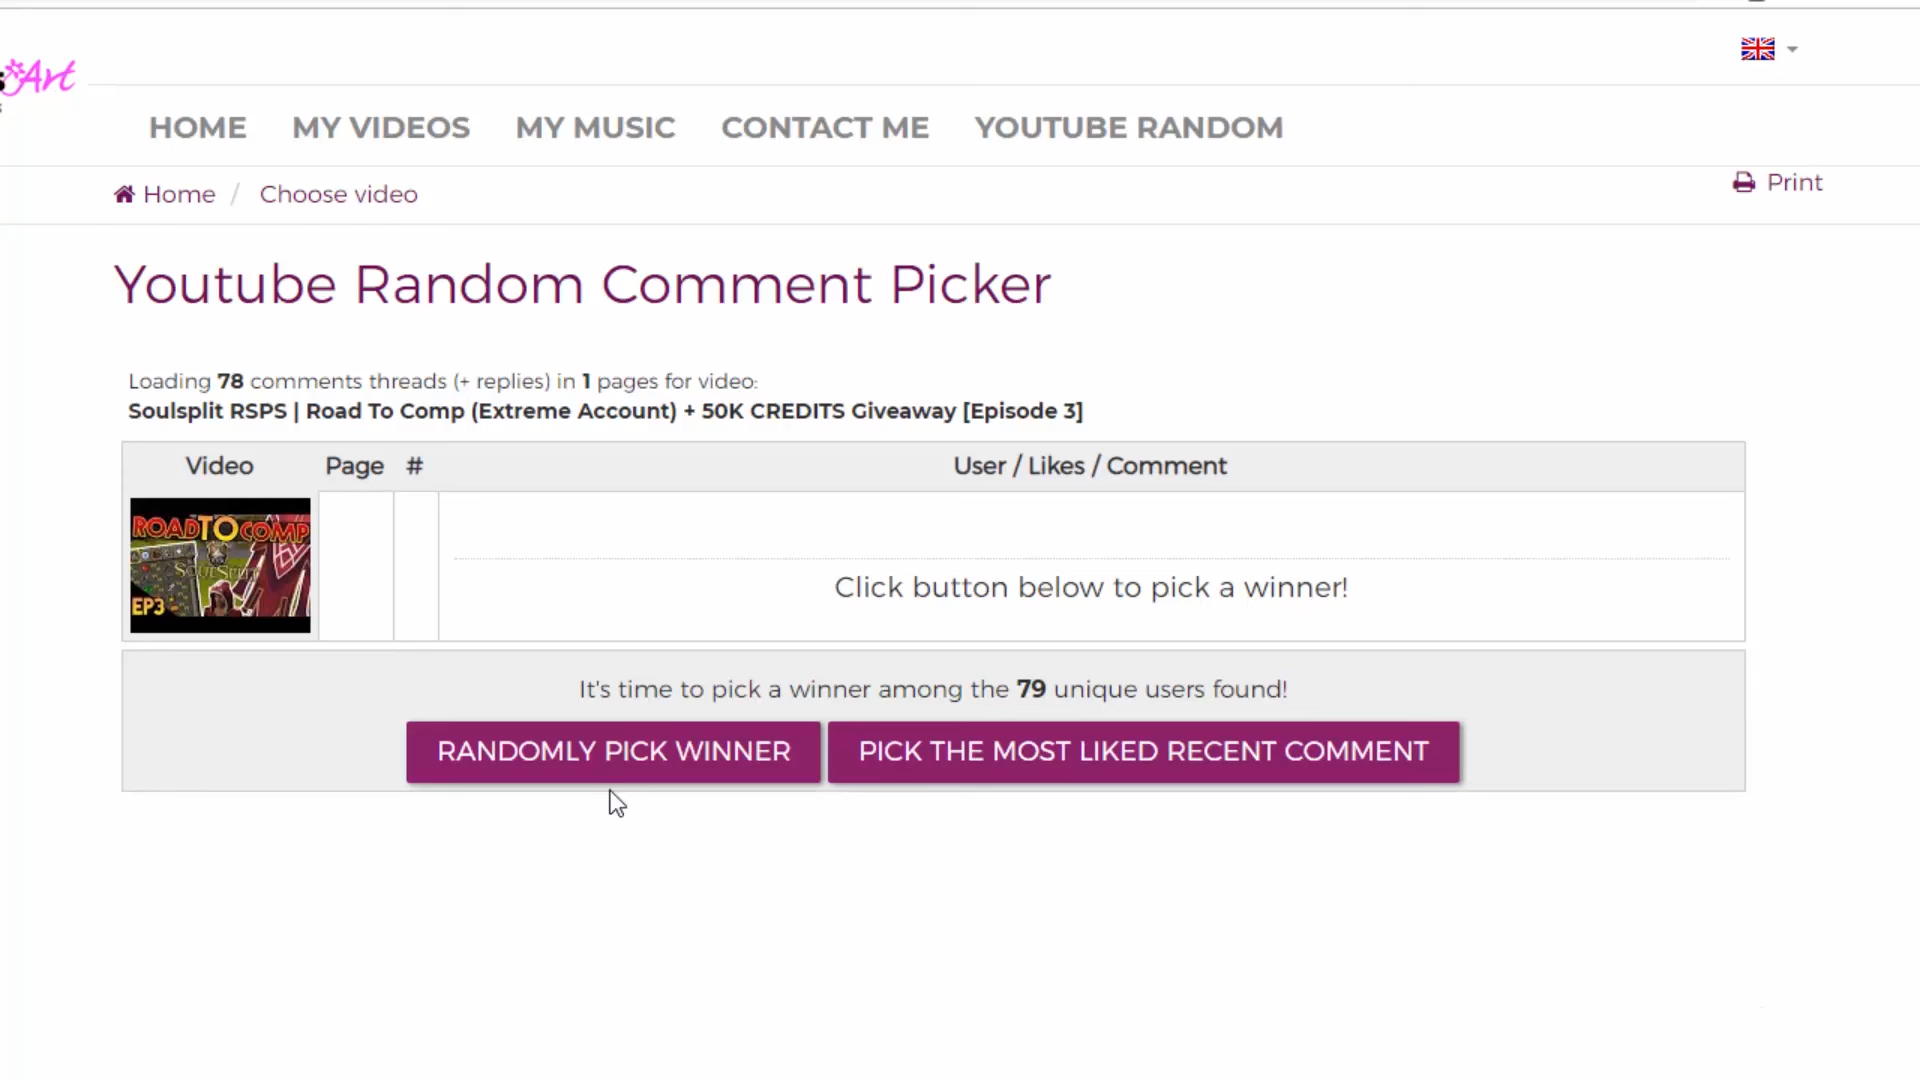 Art
HOME MY VIDEOS MY MUSIC CONTACT ME YOUTUBE RANDOM
Home / Choose video
Print
Youtube Random Comment Picker
Loading 78 comments threads (+ replies) in 1 pages for video:
Soulsplit RSPS | Road To Comp (Extreme Account) + 50K CREDITS Giveaway [Episode 3]
Video Page # User / Likes / Comment
ROAD TO COMP
SOULSPLIT
EP3
Click button below to pick a winner!
It's time to pick a winner among the 79 unique users found!
RANDOMLY PICK WINNER PICK THE MOST LIKED RECENT COMMENT